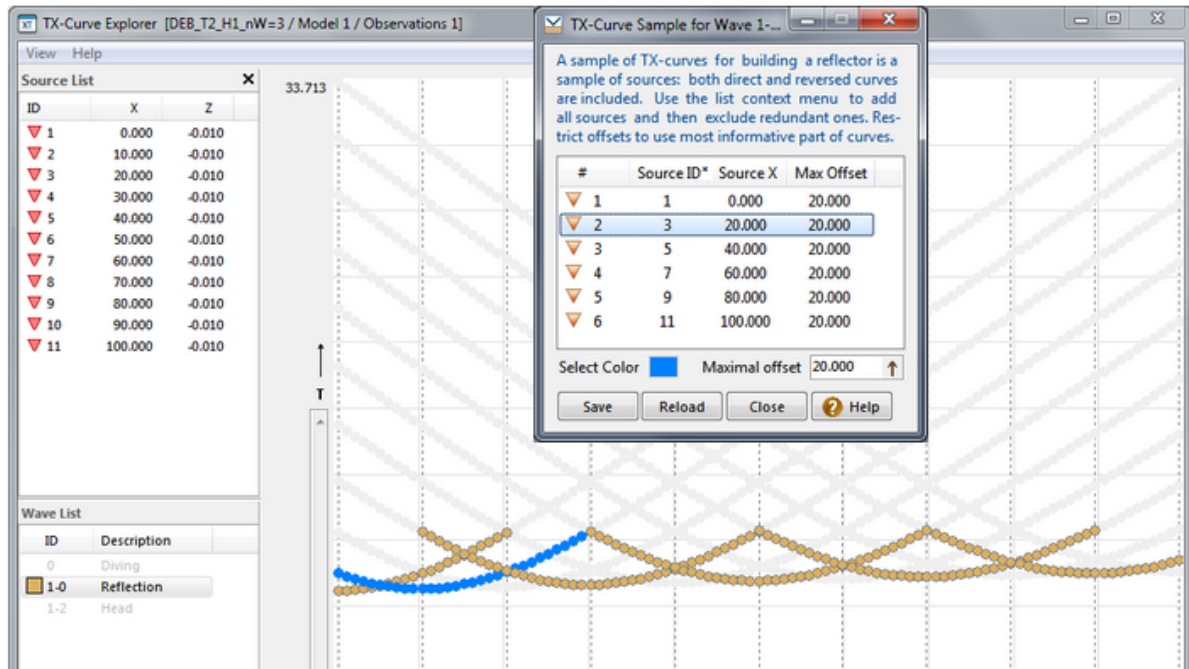 TX-Curve Explorer [DEB_T2_H1_nW=3 / Model 1 / Observations 1]
View Help
Source List
ID X Z
1 0.000 -0.010
2 10.000 -0.010
3 20.000 -0.010
4 30.000 -0.010
5 40.000 -0.010
6 50.000 -0.010
7 60.000 -0.010
8 70.000 -0.010
9 80.000 -0.010
10 90.000 -0.010
11 100.000 -0.010
Wave List
ID Description
0 Diving
1-0 Reflection
1-2 Head
33.713
T
TX-Curve Sample for Wave 1-...
A sample of TX-curves for building a reflector is a
sample of sources: both direct and reversed curves
are included. Use the list context menu to add
all sources and then exclude redundant ones. Res-
trict offsets to use most informative part of curves.
# Source ID* Source X Max Offset
1 1 0.000 20.000
2 3 20.000 20.000
3 5 40.000 20.000
4 7 60.000 20.000
5 9 80.000 20.000
6 11 100.000 20.000
Select Color Maximal offset 20.000
Save Reload Close Help